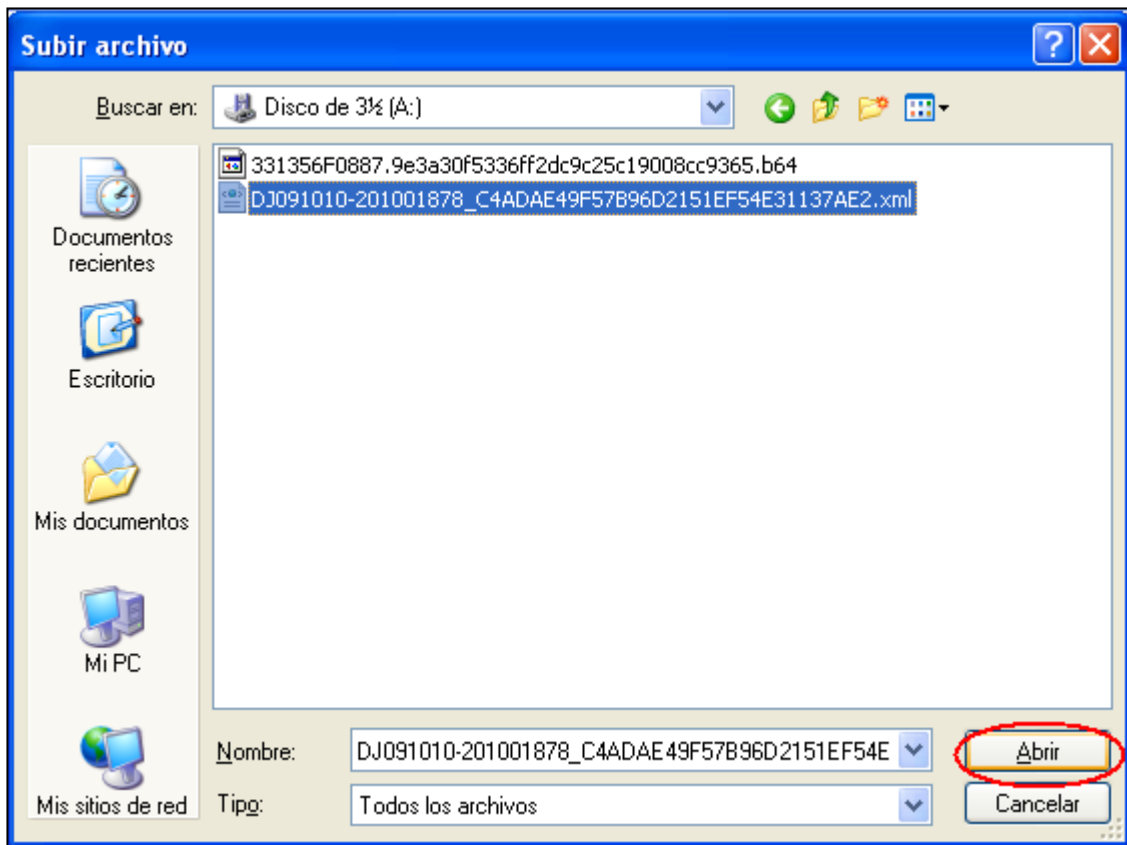 Subir archivo
Buscar en: Disco de 3½ (A:)
331356F0887.9e3a30f5336ff2dc9c25c19008cc9365.b64
DJ091010-201001878_C4ADAE49F57B96D2151EF54E31137AE2.xml
Documentos
recientes
Escritorio
Mis documentos
Mi PC
Mis sitios de red
Nombre: DJ091010-201001878_C4ADAE49F57B96D2151EF54E Abrir
Tipo: Todos los archivos Cancelar